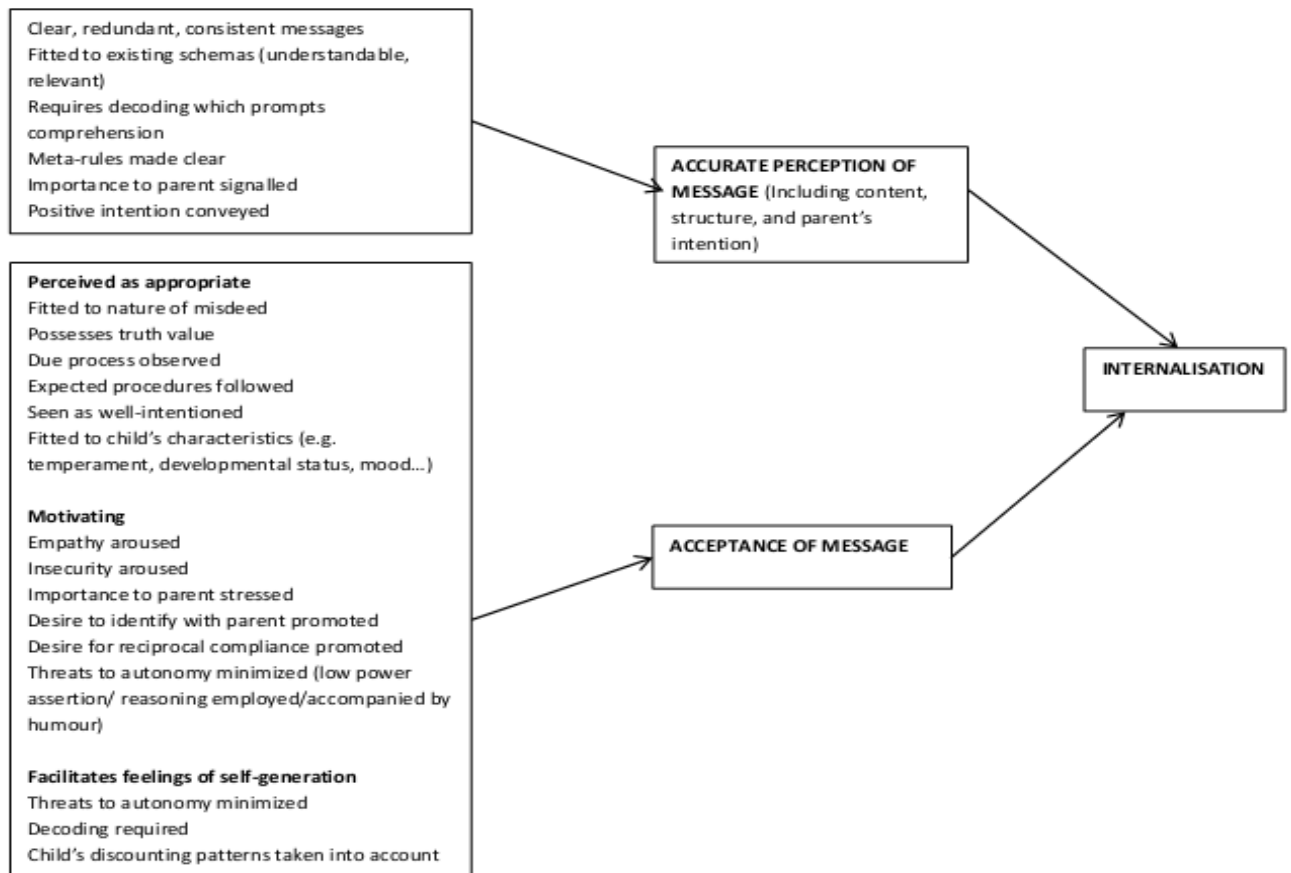 Clear, redundant, consistent messages
Fitted to existing schemas (understandable,
relevant)
Requires decoding which prompts
comprehension
Meta-rules made clear
Importance to parent signalled
Positive intention conveyed
ACCURATE PERCEPTION OF
MESSAGE (Including content,
structure, and parent's
intention)
Perceived as appropriate
Fitted to nature of misdeed
Possesses truth value
Due process observed
Expected procedures followed
Seen as well-intentioned
Fitted to child's characteristics (e.g.
temperament, developmental status, mood...)
Motivating
Empathy aroused
Insecurity aroused
Importance to parent stressed
Desire to identify with parent promoted
Desire for reciprocal compliance promoted
Threats to autonomy minimized (low power
assertion/ reasoning employed/accompanied by
humour)
Facilitates feelings of self-generation
Threats to autonomy minimized
Decoding required
Child's discounting patterns taken into account
ACCEPTANCE OF MESSAGE
INTERNALISATION